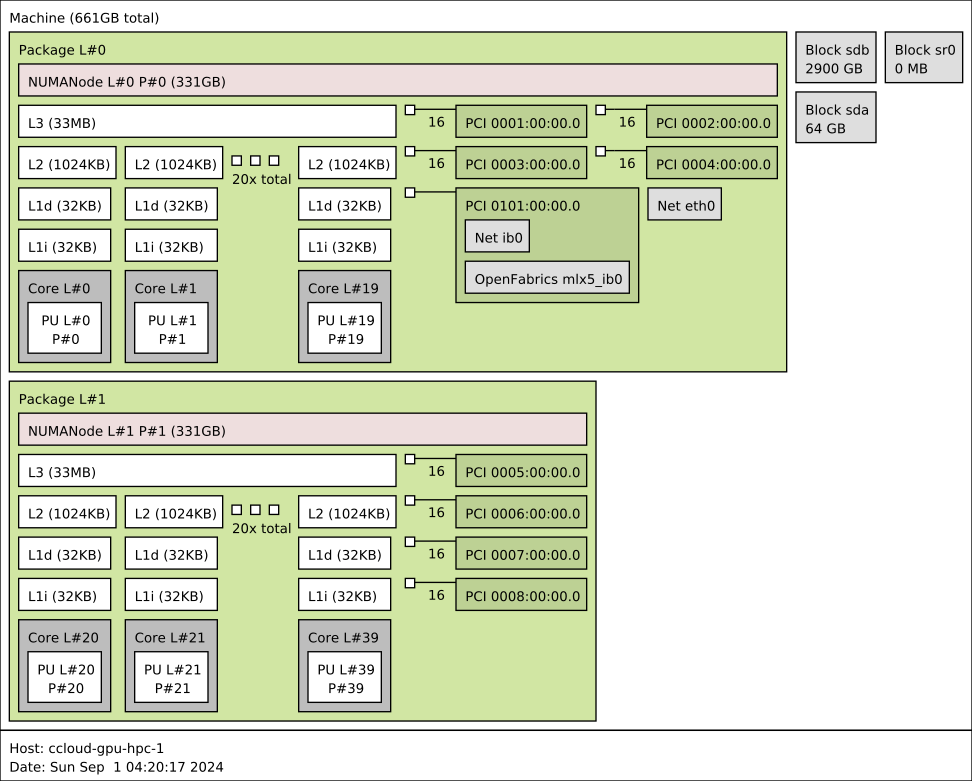 Machine (661GB total)
Package L#0
NUMANode L#0 P#0 (331GB)
L3 (33MB)
16
PCI 0001:00:00.0
16
PCI 0002:00:00.0
L2 (1024KB)
L2 (1024KB)
20x total
L2 (1024KB)
16
PCI 0003:00:00.0
16
PCI 0004:00:00.0
L1d (32KB)
L1d (32KB)
L1d (32KB)
PCI 0101:00:00.0
Net eth0
L1i (32KB)
L1i (32KB)
L1i (32KB)
Net ib0
OpenFabrics mlx5_ib0
Core L#0
PU L#0
P#0
Core L#1
PU L#1
P#1
Core L#19
PU L#19
P#19
Block sdb
2900 GB
Block sr0
0 MB
Block sda
64 GB
Package L#1
NUMANode L#1 P#1 (331GB)
L3 (33MB)
16
PCI 0005:00:00.0
L2 (1024KB)
L2 (1024KB)
20x total
L2 (1024KB)
16
PCI 0006:00:00.0
L1d (32KB)
L1d (32KB)
L1d (32KB)
16
PCI 0007:00:00.0
L1i (32KB)
L1i (32KB)
L1i (32KB)
16
PCI 0008:00:00.0
Core L#20
PU L#20
P#20
Core L#21
PU L#21
P#21
Core L#39
PU L#39
P#39
Host: ccloud-gpu-hpc-1
Date: Sun Sep  1 04:20:17 2024